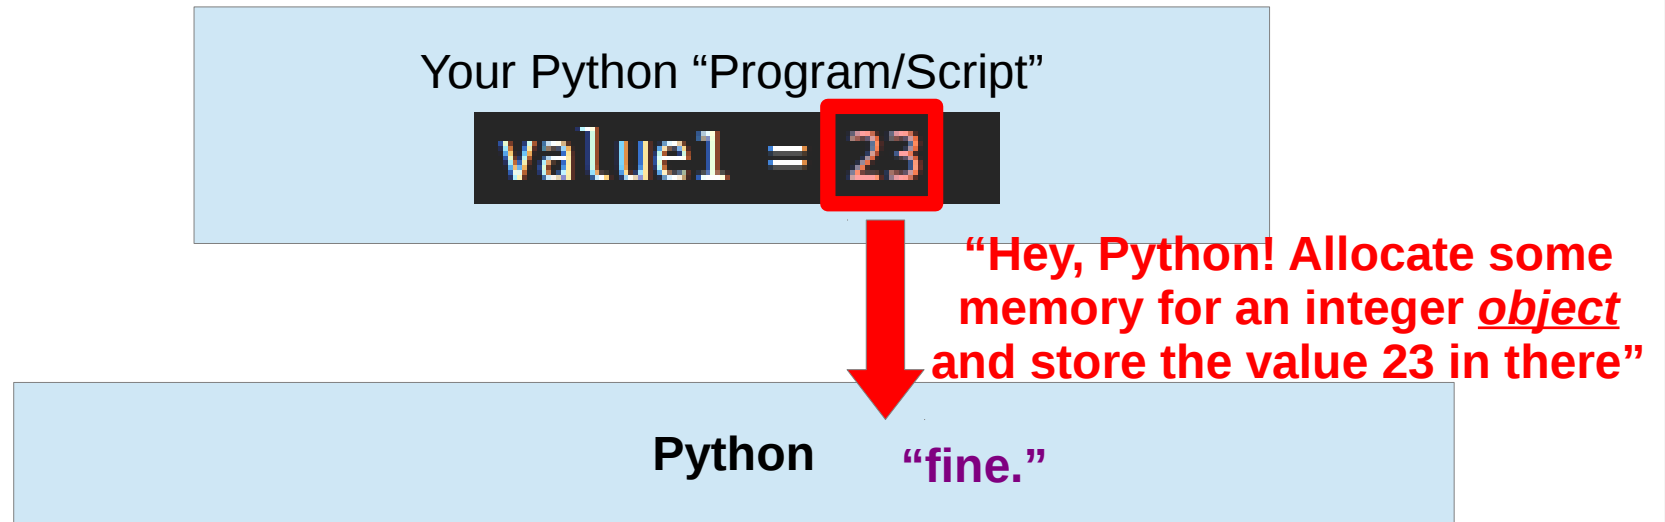 Your Python “Program/Script”
value1 = 23
“Hey, Python! Allocate some
memory for an integer object
and store the value 23 in there”
Python
“fine.”